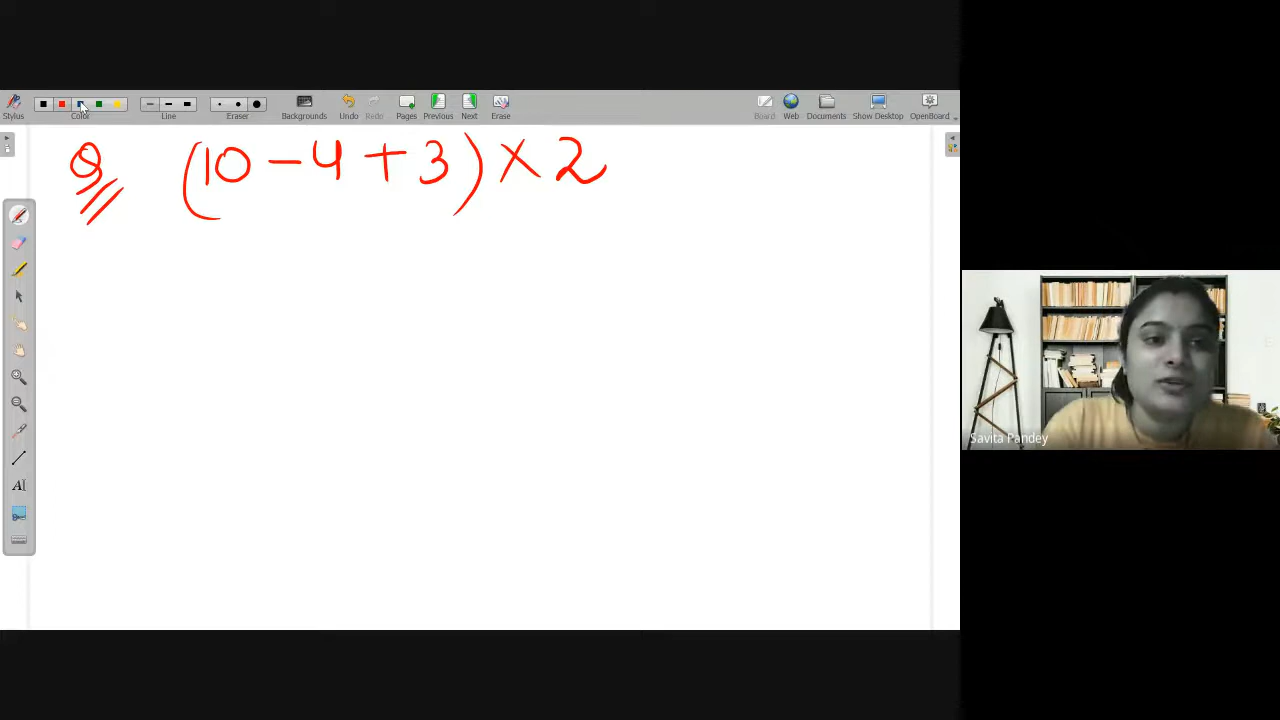 Stylus Color Line Eraser Backgrounds Undo Redo Pages Previous Next Erase Board Web Documents Show Desktop OpenBoard
Q (10 - 4 + 3) × 2
AI
Savita Pandey